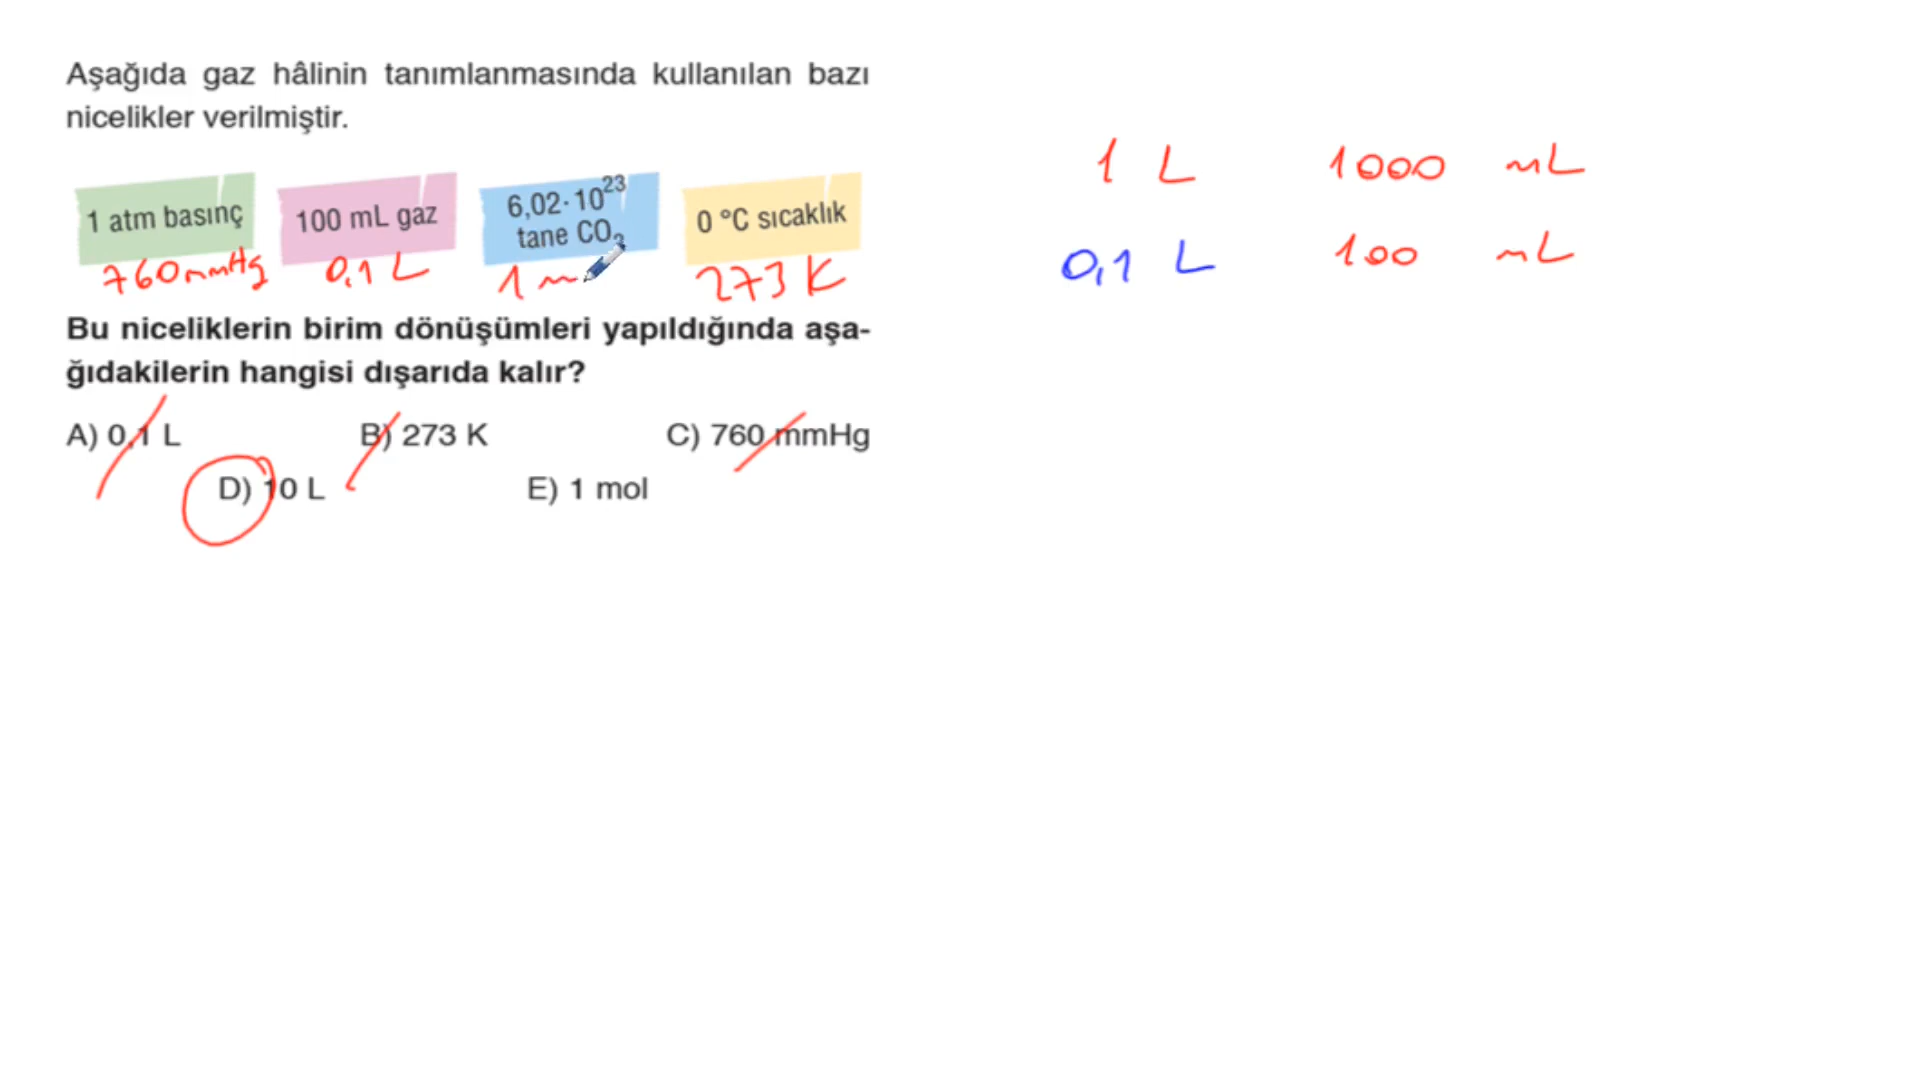 Aşağıda gaz hâlinin tanımlanmasında kullanılan bazı
nicelikler verilmiştir.
1 atm basınç
100 mL gaz
6,02·10²³
tane CO₂
0 °C sıcaklık
760mmHg
0,1 L
1 m
273 K
Bu niceliklerin birim dönüşümleri yapıldığında aşa-
ğıdakilerin hangisi dışarıda kalır?
A) 0,1 L B) 273 K C) 760 mmHg
D) 10 L E) 1 mol
1 L 1000 mL
0,1 L 100 mL